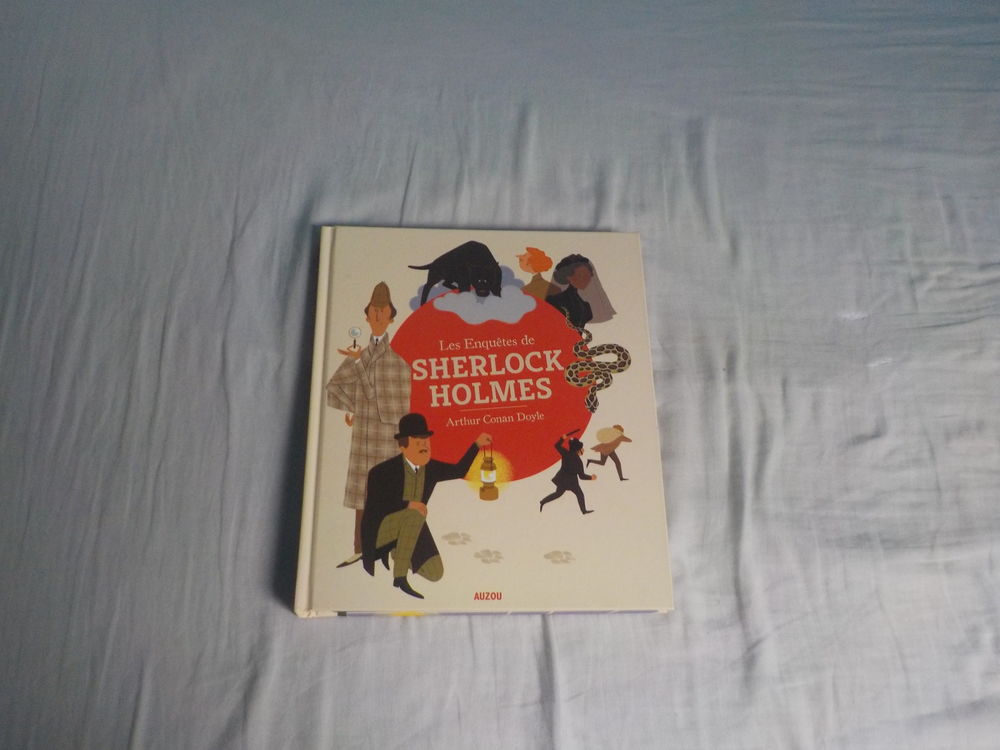 Les Enquêtes de
SHERLOCK
HOLMES
Arthur Conan Doyle
AUZOU